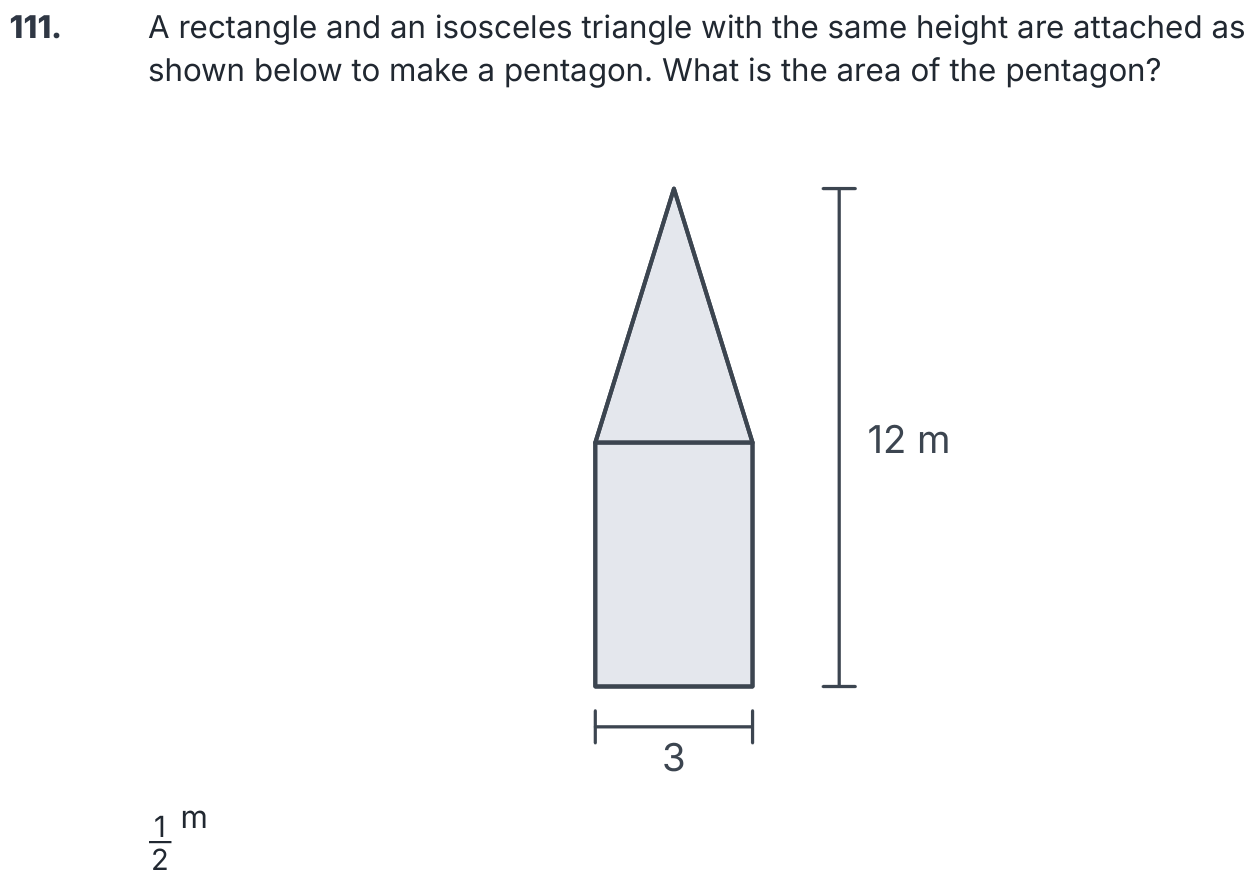 111. A rectangle and an isosceles triangle with the same height are attached as
shown below to make a pentagon. What is the area of the pentagon?
12 m
3
1/2 m